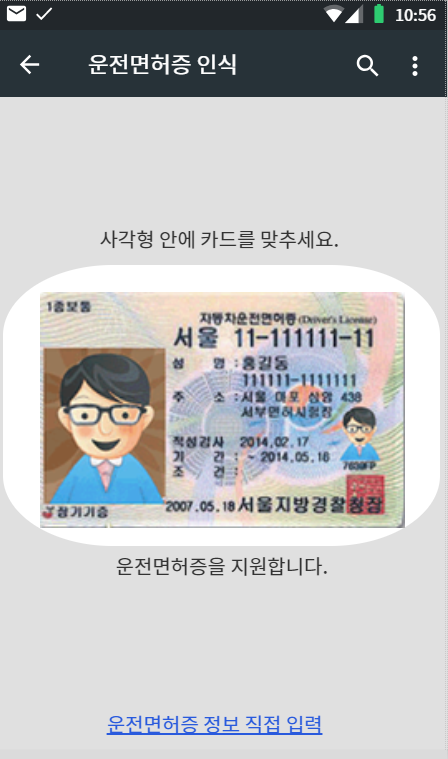 10:56
운전면허증 인식
사각형 안에 카드를 맞추세요.
1종보통
자동차운전면허증 (Driver's License)
서울 11-111111-11
성 명 : 홍길동
111111-1111111
주 소 : 서울 마포 상암 438
서부면허시험장
적성검사 2014.02.17
기 간 : ~ 2014.05.16
조 건 :
7639FP
2007.05.18 서울지방경찰청장
장기기증
운전면허증을 지원합니다.
운전면허증 정보 직접 입력